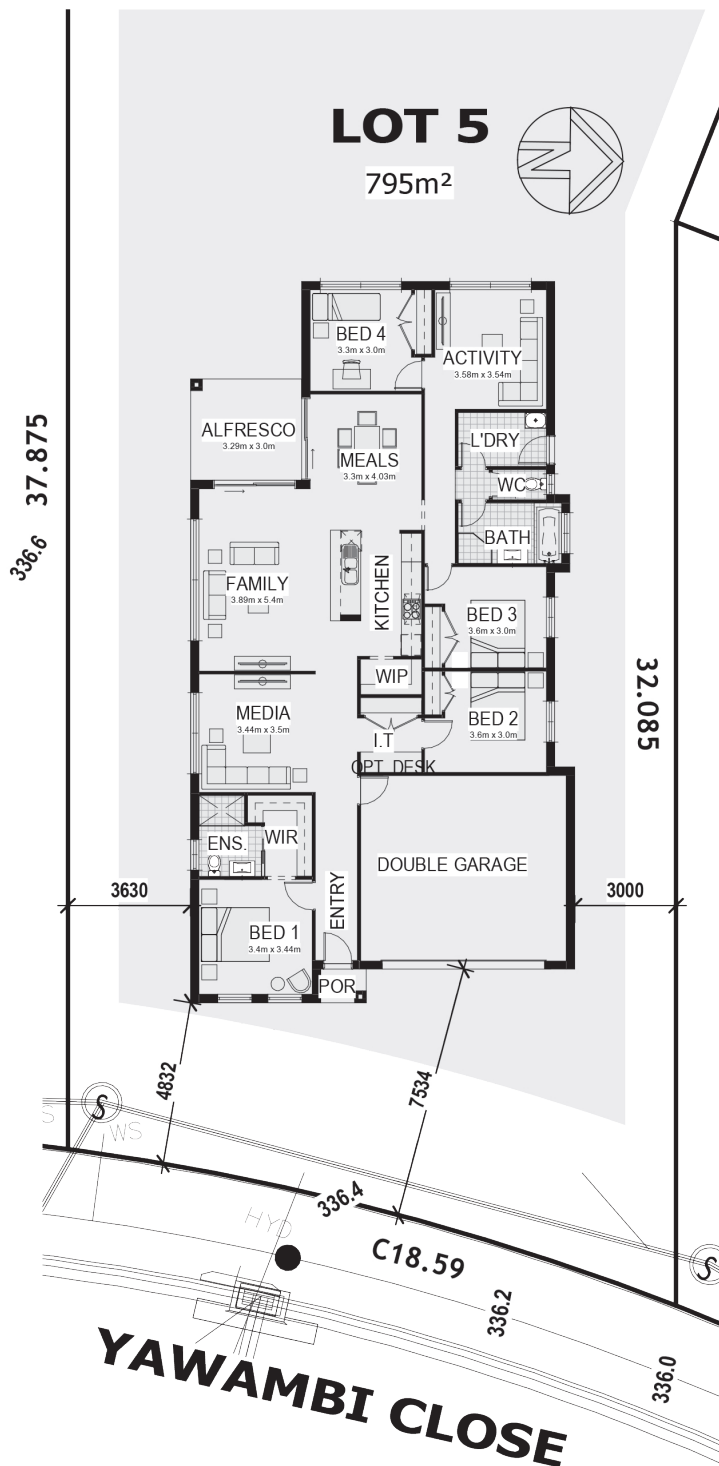 LOT 5
795m²
N
37.875
336.6
BED 4
3.3m x 3.0m
ACTIVITY
3.58m x 3.54m
ALFRESCO
3.29m x 3.0m
MEALS
3.3m x 4.03m
L'DRY
WC
BATH
FAMILY
3.89m x 5.4m
KITCHEN
BED 3
3.6m x 3.0m
WIP
32.085
MEDIA
3.44m x 3.5m
BED 2
3.6m x 3.0m
I.T
OPT. DESK
ENS.
WIR
DOUBLE GARAGE
3630
3000
ENTRY
BED 1
3.4m x 3.44m
POR.
4832
7534
S
S
WS
336.4
HYD
C18.59
S
336.2
336.0
YAWAMBI CLOSE